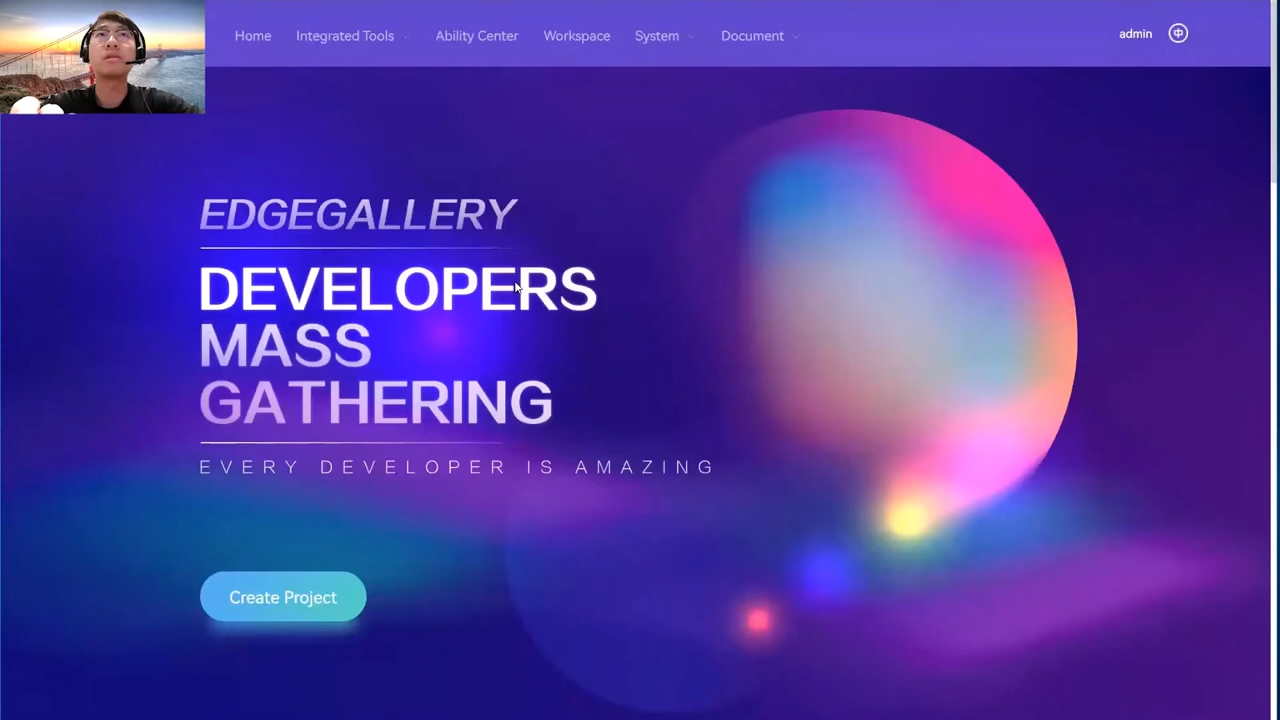 Home Integrated Tools Ability Center Workspace System Document admin 中
EDGEGALLERY
DEVELOPERS
MASS
GATHERING
EVERY DEVELOPER IS AMAZING
Create Project